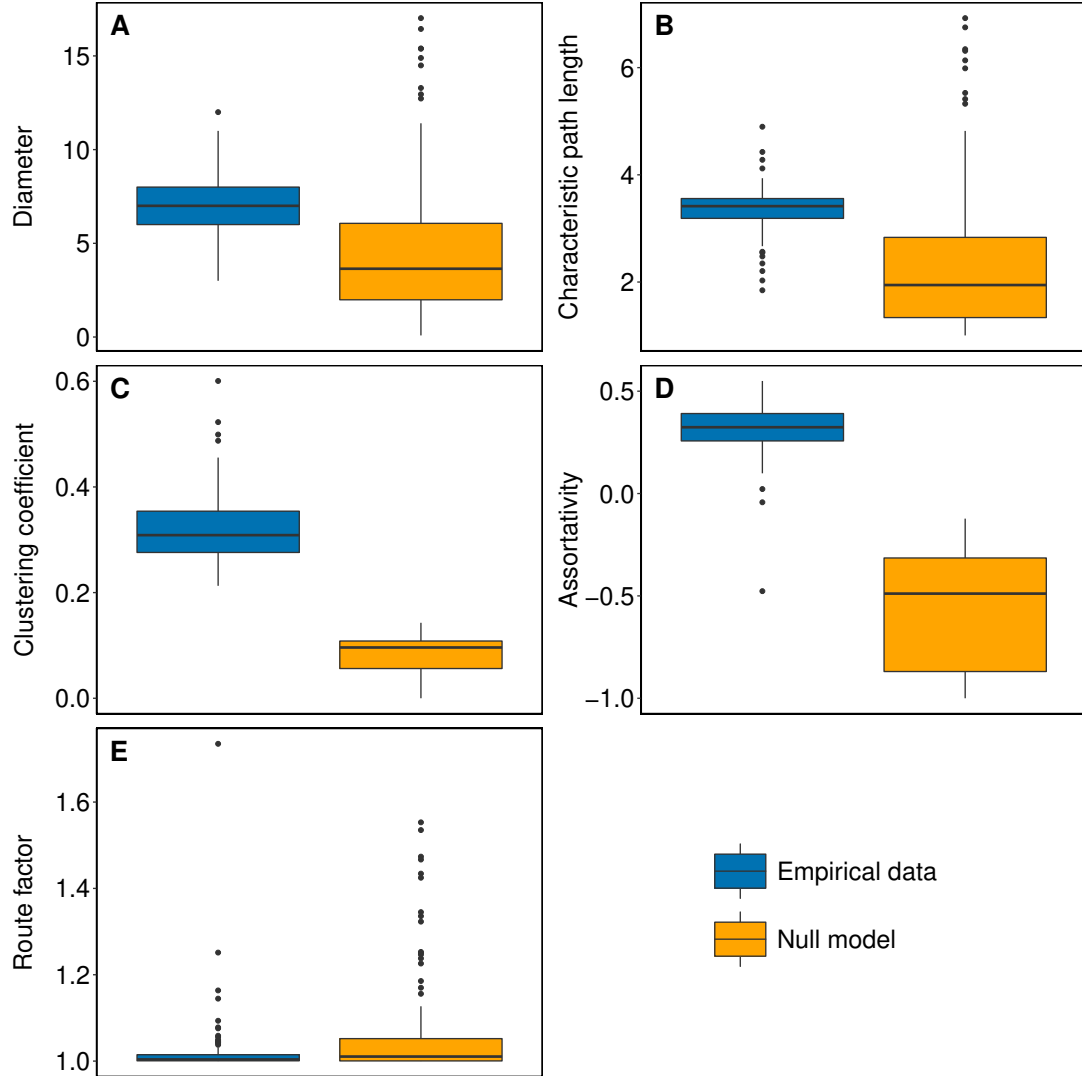 A
15
10
5
0
Diameter
B
6
4
2
Characteristic path length
C
0.6
0.4
0.2
0.0
Clustering coefficient
D
0.5
0.0
−0.5
−1.0
Assortativity
E
1.6
1.4
1.2
1.0
Route factor
Empirical data
Null model